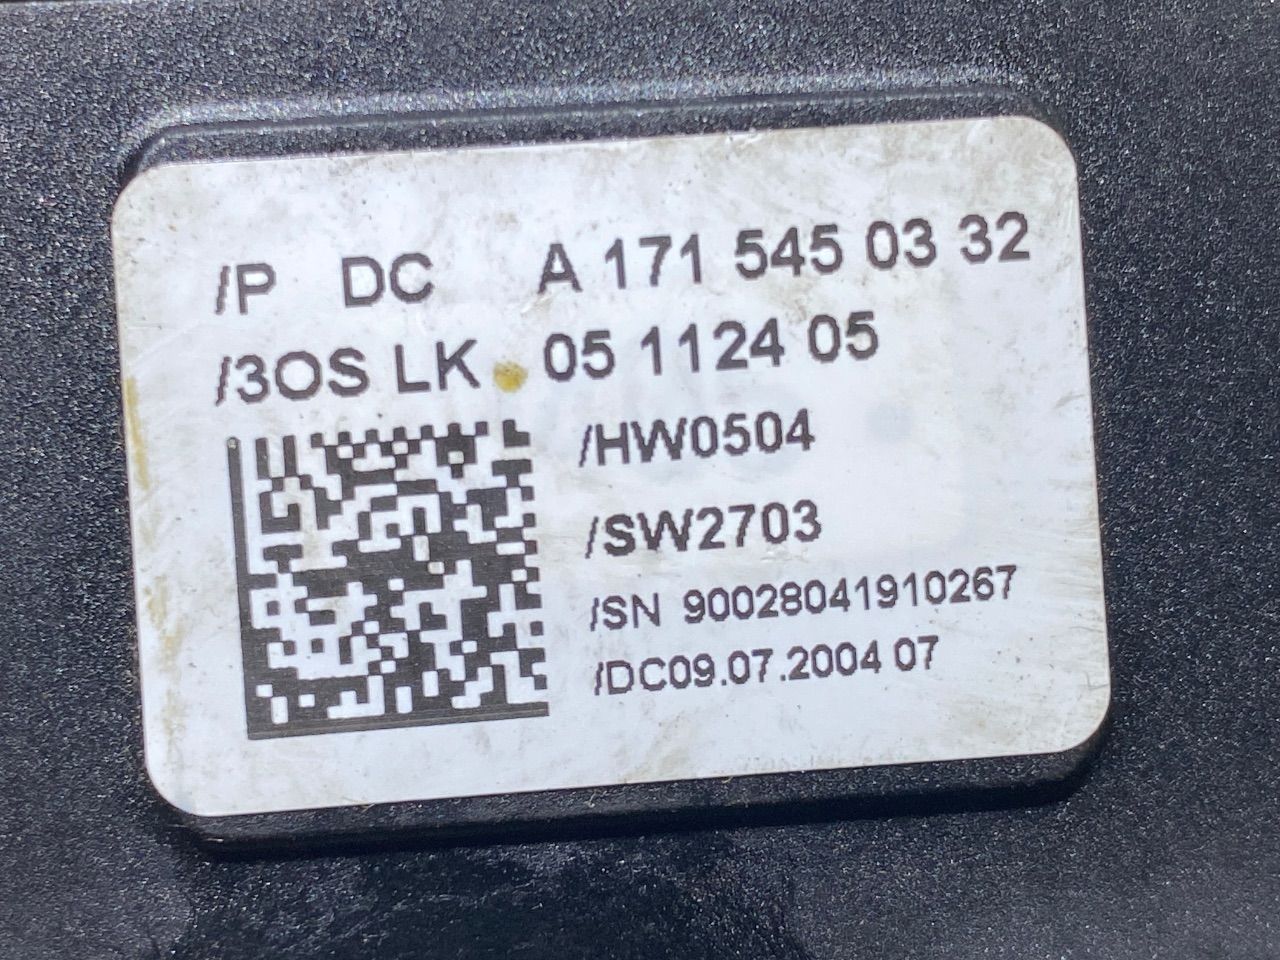 /P DC A 171 545 03 32
/3OS LK 05 1124 05
/HW0504
/SW2703
/SN 90028041910267
/DC09.07.2004 07